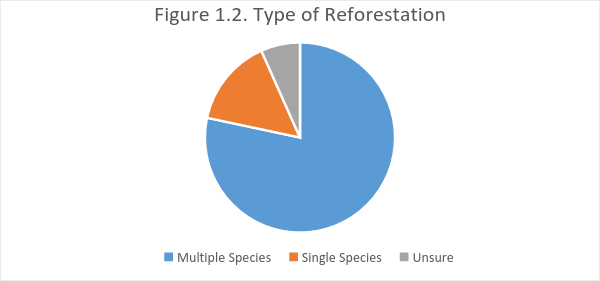 Figure 1.2. Type of Reforestation
Multiple Species Single Species Unsure